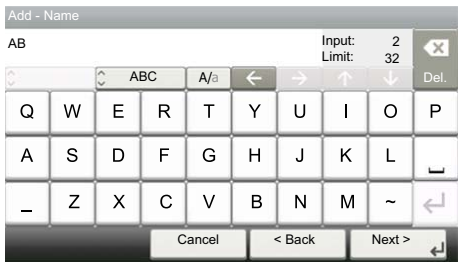 Add - Name
AB
Input: 2
Limit: 32
ABC A/a ← → ↑ ↓ Del.
Q W E R T Y U I O P
A S D F G H J K L
_ Z X C V B N M ~
Cancel < Back Next >